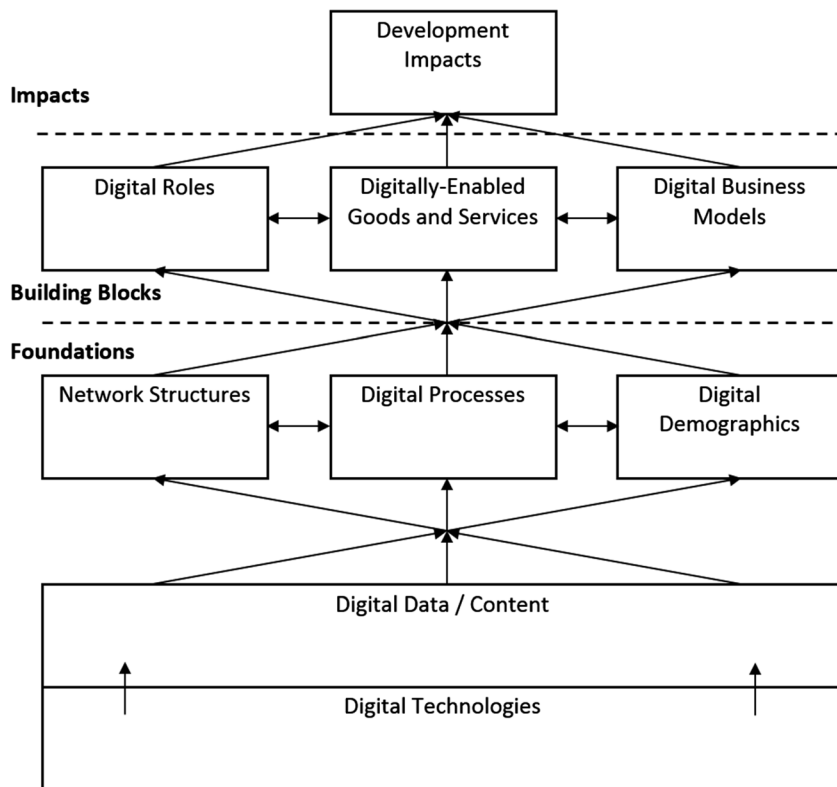 Development
Impacts
Impacts
Digital Roles
Digitally-Enabled
Goods and Services
Digital Business
Models
Building Blocks
Foundations
Network Structures
Digital Processes
Digital
Demographics
Digital Data / Content
Digital Technologies